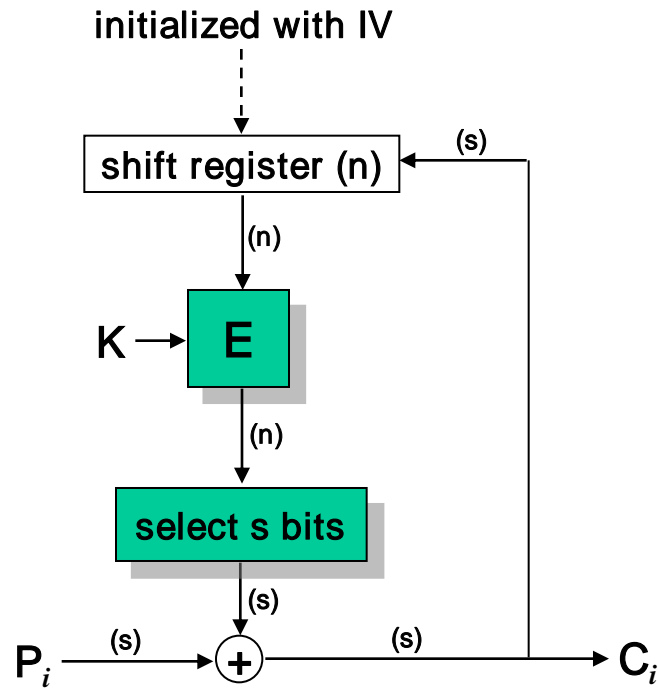 initialized with IV
(s)
shift register (n)
(n)
K
E
(n)
select s bits
(s)
(s)
(s)
Pi
+
Ci